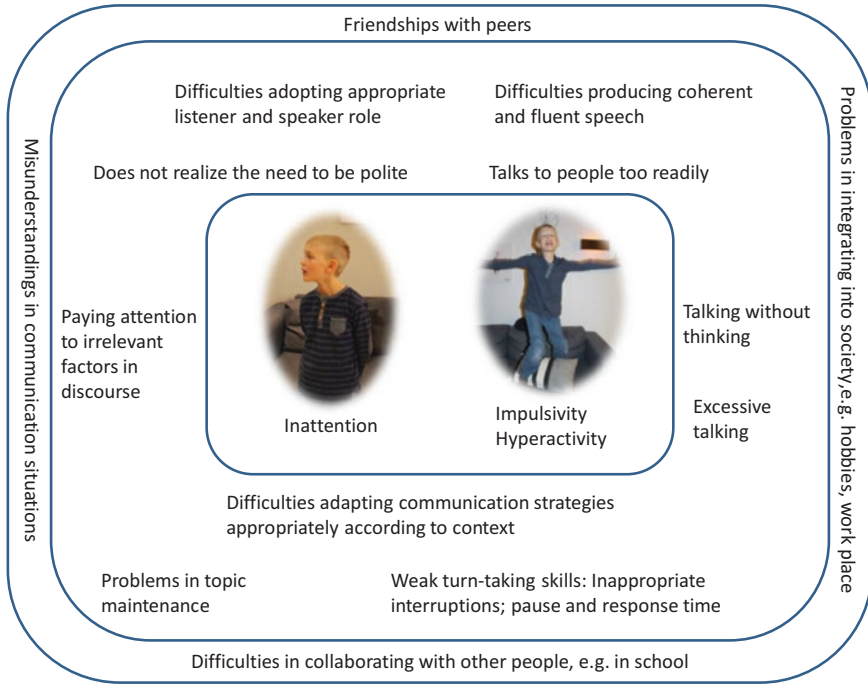 Friendships with peers
Difficulties adopting appropriate
listener and speaker role
Difficulties producing coherent
and fluent speech
Does not realize the need to be polite
Talks to people too readily
Misunderstandings in communication situations
Problems in integrating into society,e.g. hobbies, work place
Paying attention
to irrelevant
factors in
discourse
Inattention
Impulsivity
Hyperactivity
Talking without
thinking
Excessive
talking
Difficulties adapting communication strategies
appropriately according to context
Problems in topic
maintenance
Weak turn-taking skills: Inappropriate
interruptions; pause and response time
Difficulties in collaborating with other people, e.g. in school